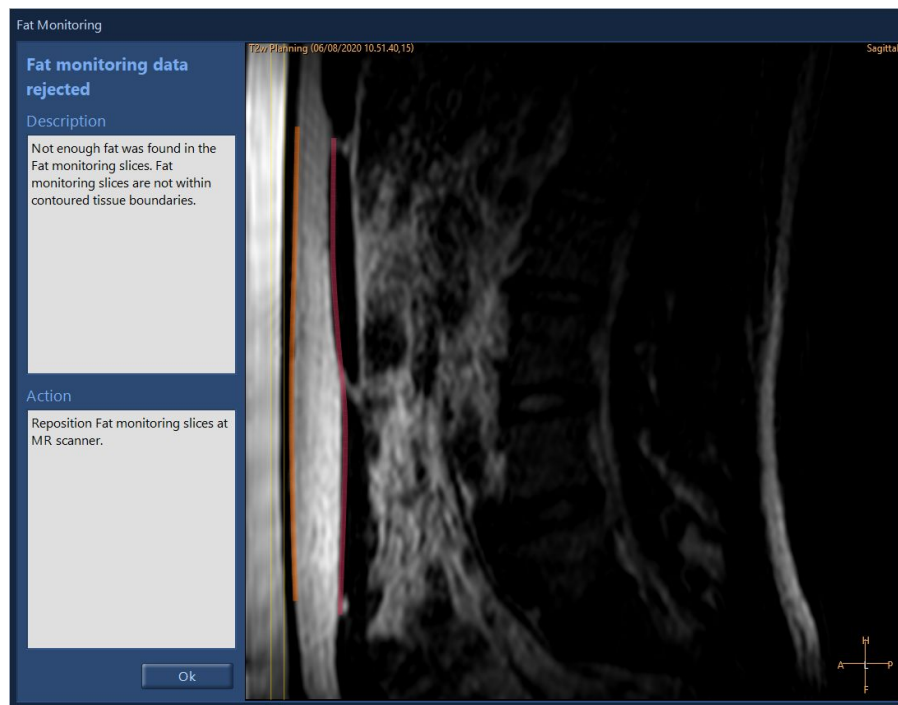 Fat Monitoring
Fat monitoring data
rejected
Description
Not enough fat was found in the
Fat monitoring slices. Fat
monitoring slices are not within
contoured tissue boundaries.
Action
Reposition Fat monitoring slices at
MR scanner.
Ok
T2w Planning (06/08/2020 10.51.40,15)
Sagittal
H
A L P
F